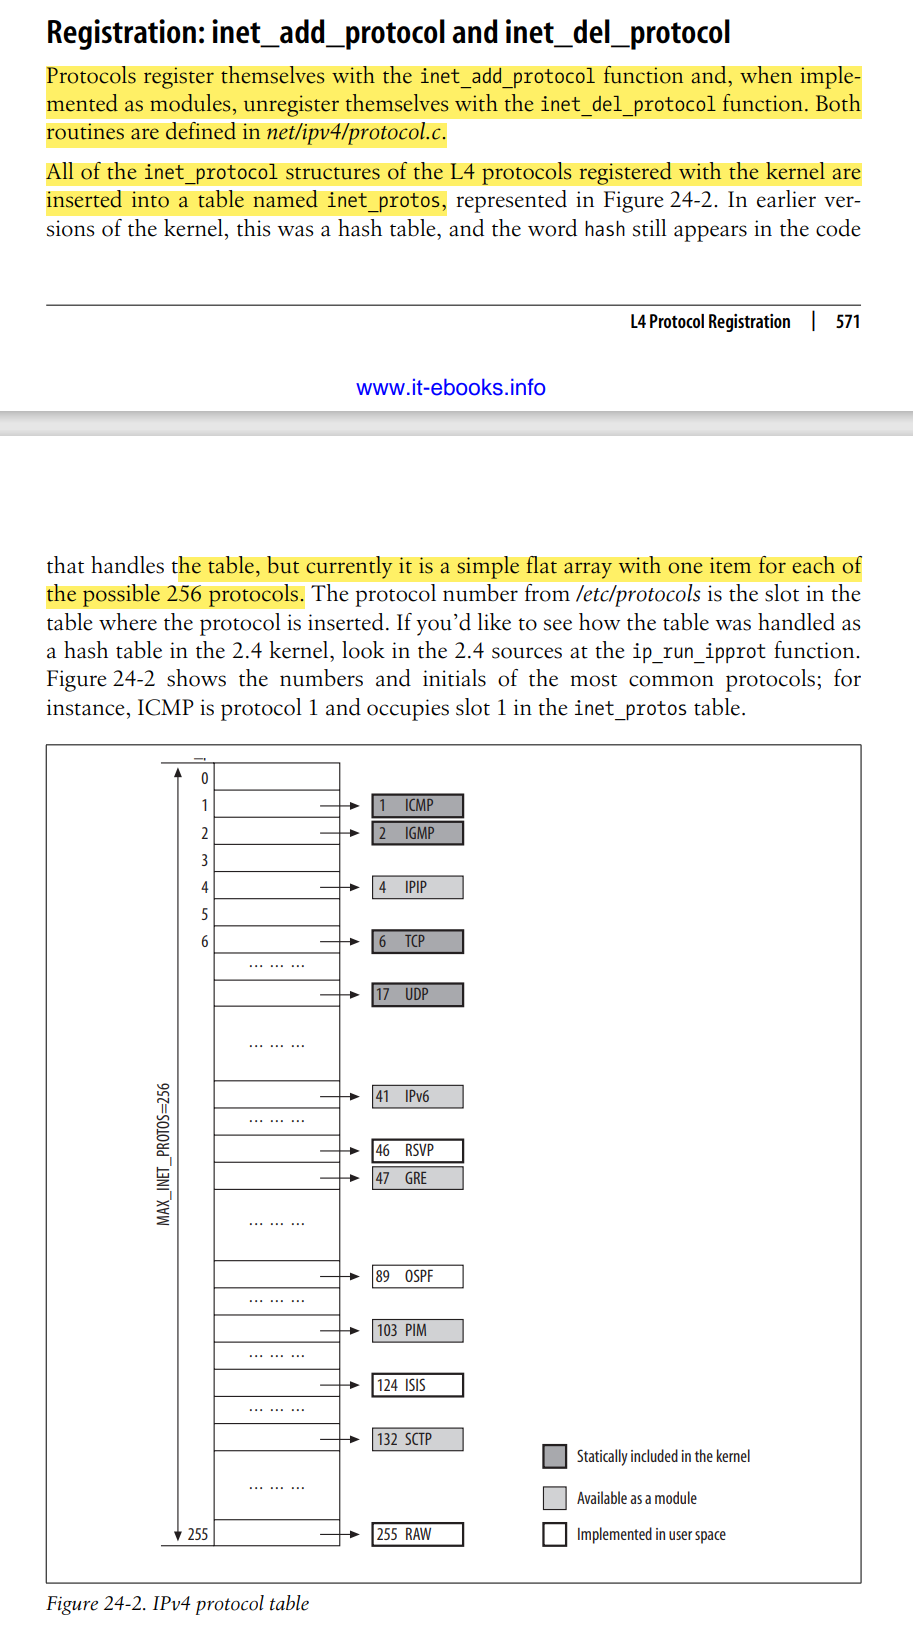 Registration: inet_add_protocol and inet_del_protocol
Protocols register themselves with the inet_add_protocol function and, when imple-
mented as modules, unregister themselves with the inet_del_protocol function. Both
routines are defined in net/ipv4/protocol.c.
All of the inet_protocol structures of the L4 protocols registered with the kernel are
inserted into a table named inet_protos, represented in Figure 24-2. In earlier ver-
sions of the kernel, this was a hash table, and the word hash still appears in the code
L4 Protocol Registration | 571
www.it-ebooks.info
that handles the table, but currently it is a simple flat array with one item for each of
the possible 256 protocols. The protocol number from /etc/protocols is the slot in the
table where the protocol is inserted. If you’d like to see how the table was handled as
a hash table in the 2.4 kernel, look in the 2.4 sources at the ip_run_ipprot function.
Figure 24-2 shows the numbers and initials of the most common protocols; for
instance, ICMP is protocol 1 and occupies slot 1 in the inet_protos table.
0
1 1 ICMP
2 2 IGMP
3
4 4 IPIP
5
6 6 TCP
... ... ...
17 UDP
... ... ...
MAX_INET_PROTOS=256
41 IPv6
... ... ...
46 RSVP
47 GRE
... ... ...
89 OSPF
... ... ...
103 PIM
... ... ...
124 ISIS
... ... ...
132 SCTP
Statically included in the kernel
... ... ...
Available as a module
255 255 RAW
Implemented in user space
Figure 24-2. IPv4 protocol table